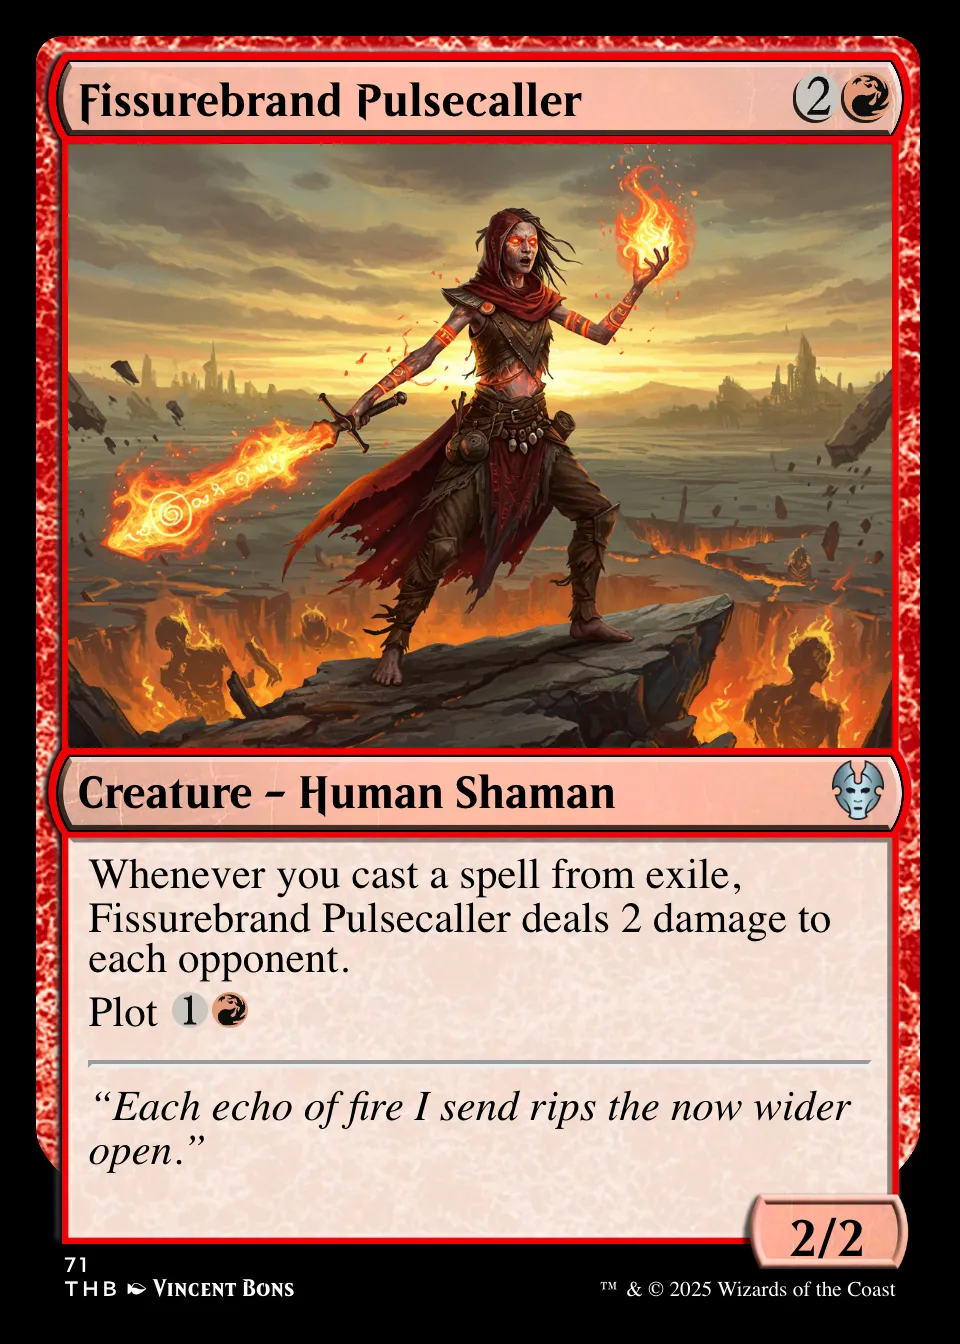 Fissurebrand Pulsecaller 2
Creature – Human Shaman
Whenever you cast a spell from exile,
Fissurebrand Pulsecaller deals 2 damage to
each opponent.
Plot 1
“Each echo of fire I send rips the now wider
open.”
2/2
71
THB Vincent Bons
™ & © 2025 Wizards of the Coast